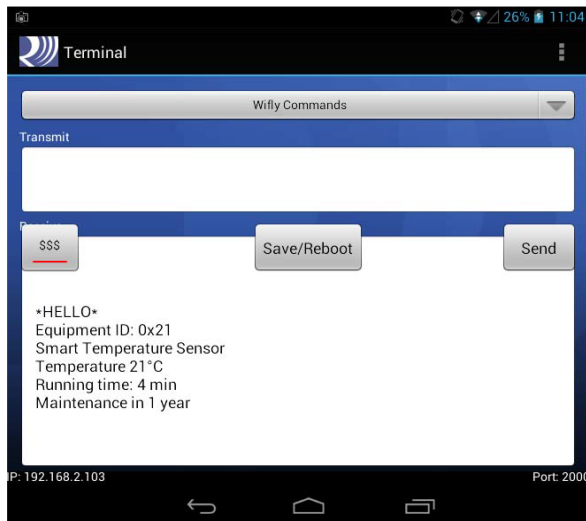 26% 11:04
Terminal
Wifly Commands
Transmit
$$$
Save/Reboot
Send
*HELLO*
Equipment ID: 0x21
Smart Temperature Sensor
Temperature 21°C
Running time: 4 min
Maintenance in 1 year
IP: 192.168.2.103
Port: 2000